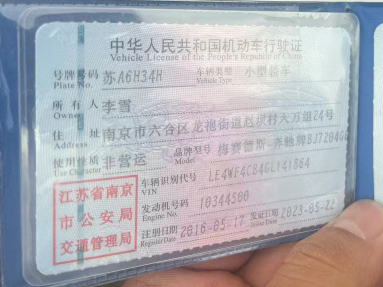 中华人民共和国机动车行驶证
Vehicle License of the People's Republic of China
号牌号码 苏A6H34H 车辆类型 小型轿车
Plate No. Vehicle Type
所有人 李雪
Owner
住址 南京市六合区龙袍街道赵坝村大万组24号
Address
使用性质 非营运 品牌型号 梅赛德斯-奔驰牌BJ7204G
Use Character Model
江苏省南京
市公安局
交通管理局
车辆识别代号 LE4WF4CB4GL141864
VIN
发动机号码 10344500
Engine No.
注册日期 2016-05-17 发证日期 2023-05-22
Register Date Issue Date